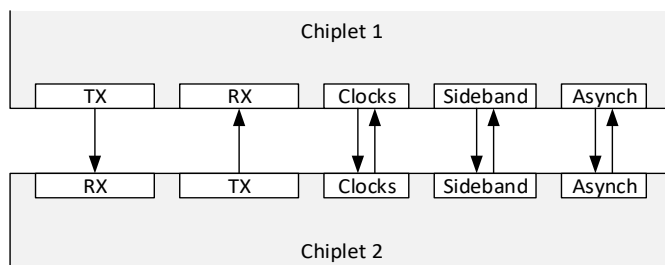 Chiplet 1
TX RX Clocks Sideband Asynch
RX TX Clocks Sideband Asynch
Chiplet 2